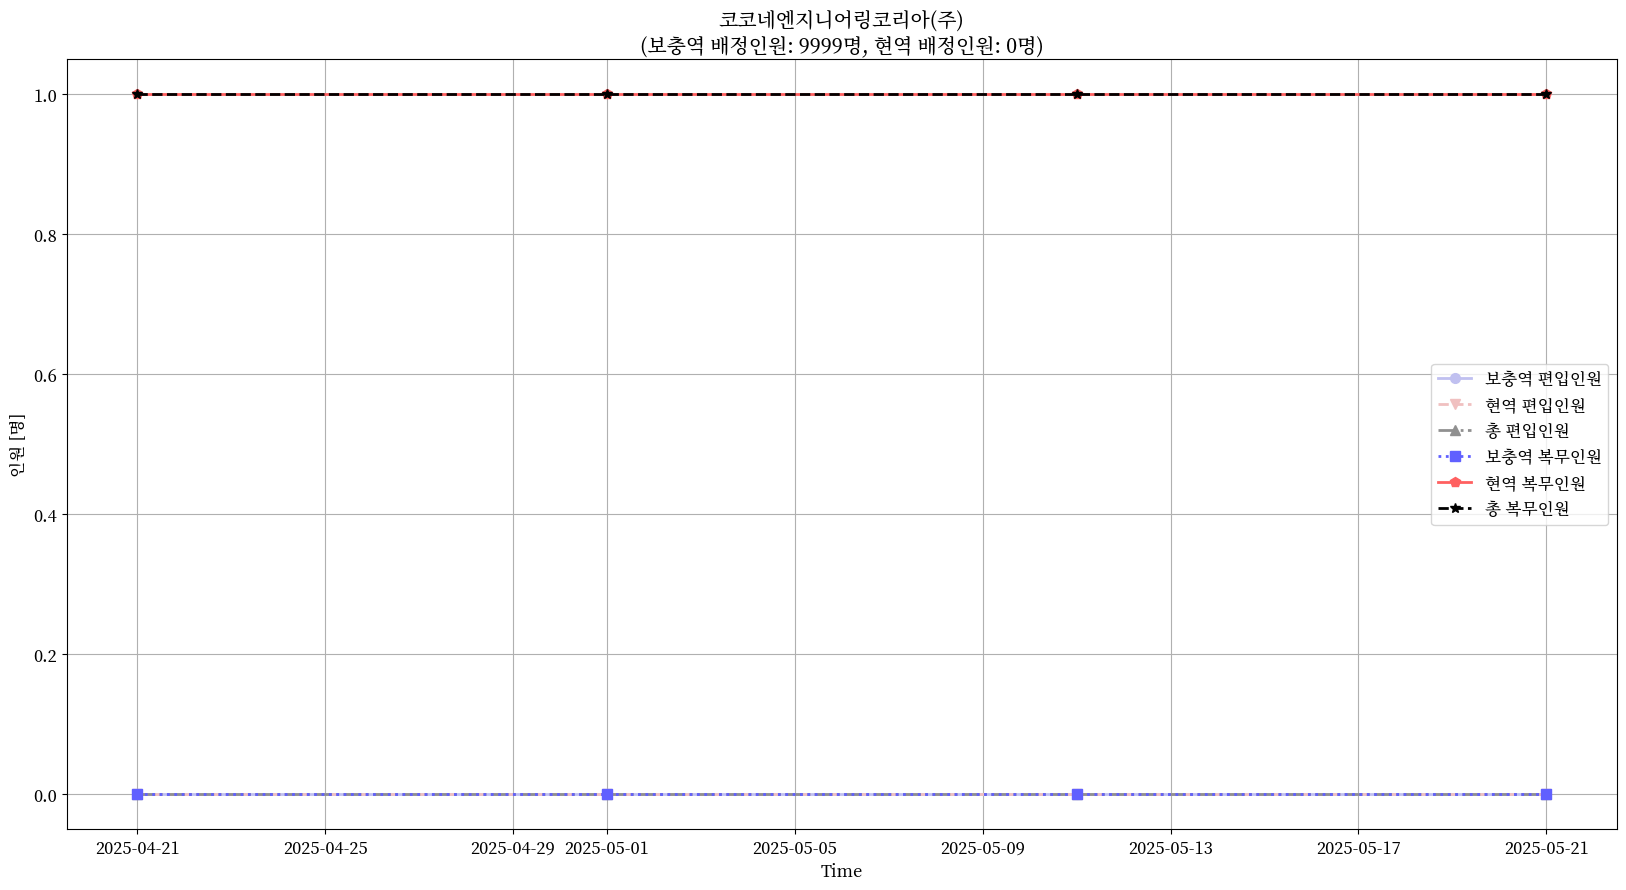 코코네엔지니어링코리아(주)
(보충역 배정인원: 9999명, 현역 배정인원: 0명)
1.0
0.8
0.6
0.4
0.2
0.0
인원 [명]
보충역 편입인원
현역 편입인원
총 편입인원
보충역 복무인원
현역 복무인원
총 복무인원
2025-04-21 2025-04-25 2025-04-29 2025-05-01 2025-05-05 2025-05-09 2025-05-13 2025-05-17 2025-05-21
Time